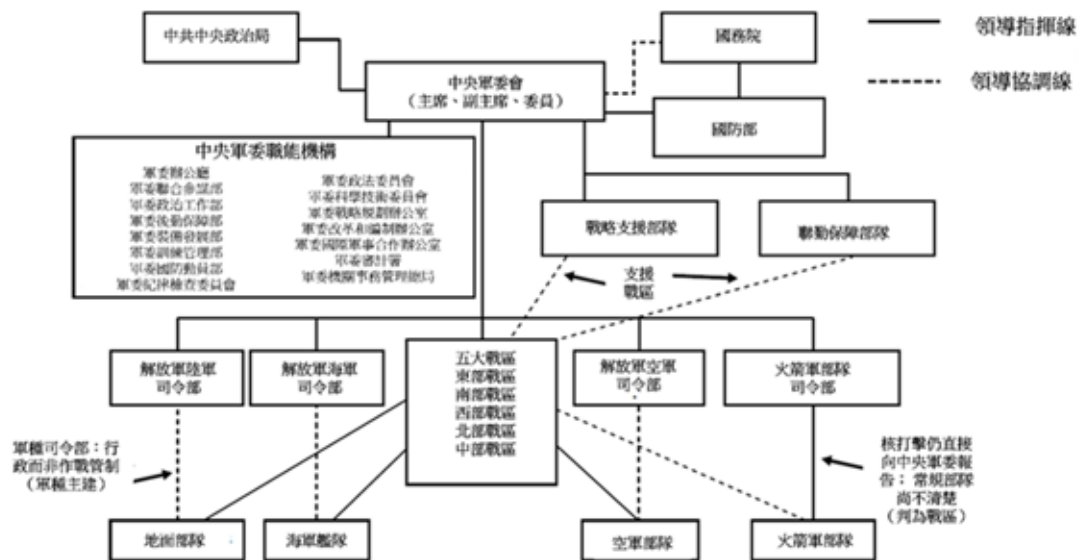 中共中央政治局
國務院
領導指揮線
中央軍委會
（主席、副主席、委員）
領導協調線
國防部
中央軍委職能機構
軍委辦公廳
軍委聯合參謀部
軍委政治工作部
軍委後勤保障部
軍委裝備發展部
軍委訓練管理部
軍委國防動員部
軍委紀律檢查委員會
軍委政法委員會
軍委科學技術委員會
軍委戰略規劃辦公室
軍委改革和編制辦公室
軍委國際軍事合作辦公室
軍委審計署
軍委機關事務管理總局
戰略支援部隊
聯勤保障部隊
支援
戰區
解放軍陸軍
司令部
解放軍海軍
司令部
五大戰區
東部戰區
南部戰區
西部戰區
北部戰區
中部戰區
解放軍空軍
司令部
火箭軍部隊
司令部
軍種司令部：行
政而非作戰管制
（軍種主建）
核打擊仍直接
向中央軍委報
告； 常規部隊
尚不清楚
（判為戰區）
地面部隊
海軍艦隊
空軍部隊
火箭軍部隊